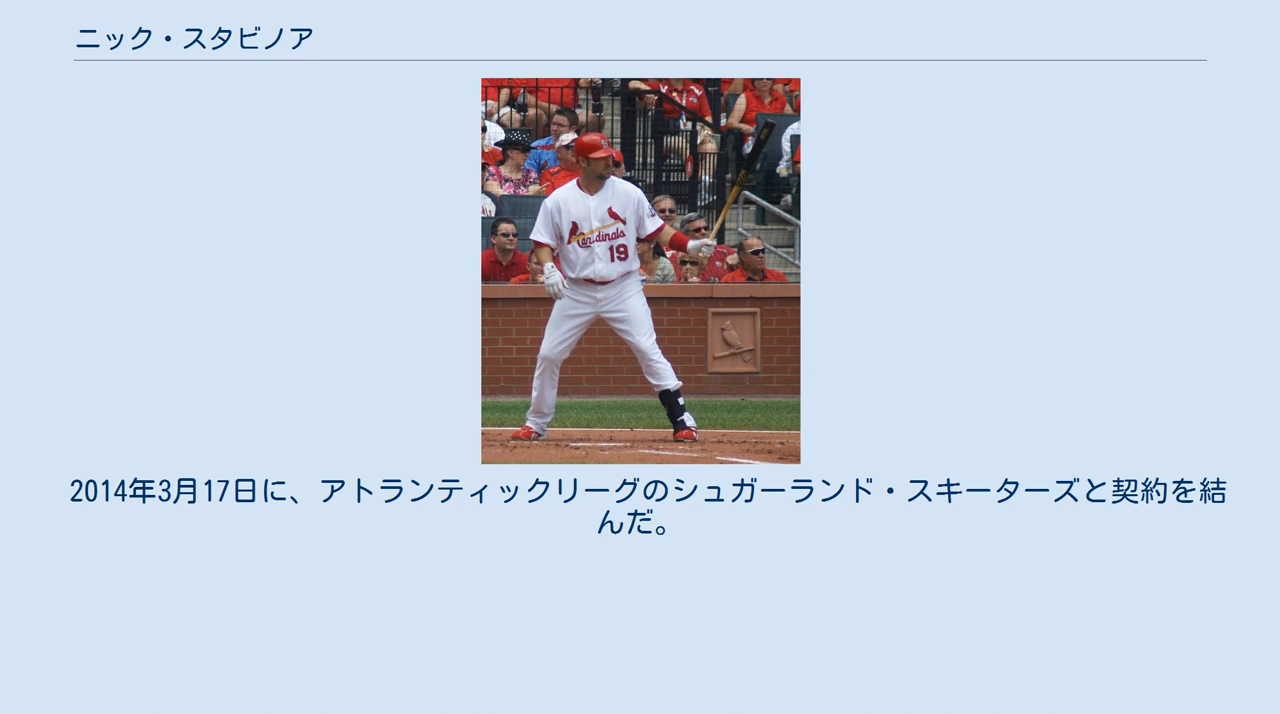 ニック・スタビノア
Cardinals
19
2014年3月17日に、アトランティックリーグのシュガーランド・スキーターズと契約を結
んだ。